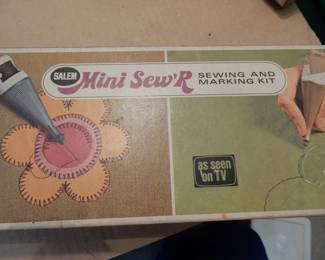 SALEM
Mini Sew'R
SEWING AND
MARKING KIT
as seen
on TV